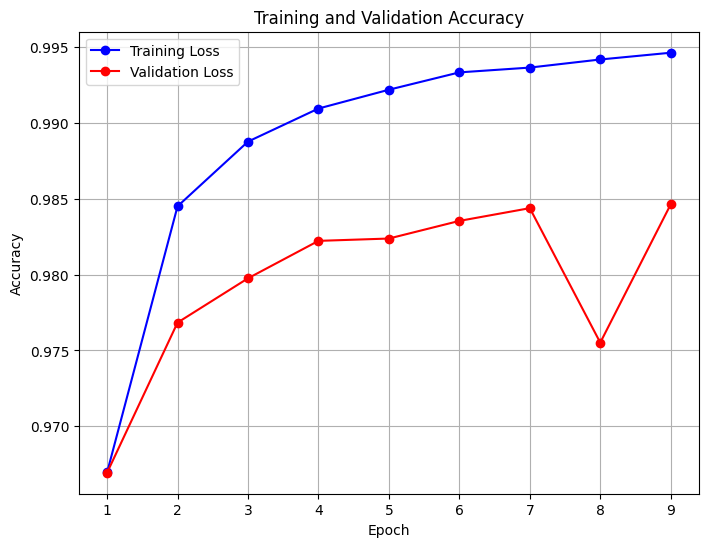 Training and Validation Accuracy
Training Loss
Validation Loss
0.995
0.990
0.985
0.980
0.975
0.970
Accuracy
1 2 3 4 5 6 7 8 9
Epoch